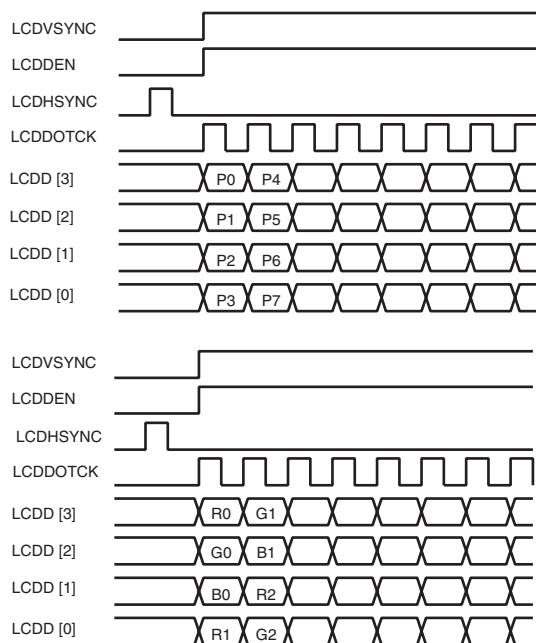 LCDVSYNC
LCDDEN
LCDHSYNC
LCDDOTCK
LCDD [3] P0 P4
LCDD [2] P1 P5
LCDD [1] P2 P6
LCDD [0] P3 P7
LCDVSYNC
LCDDEN
LCDHSYNC
LCDDOTCK
LCDD [3] R0 G1
LCDD [2] G0 B1
LCDD [1] B0 R2
LCDD [0] R1 G2